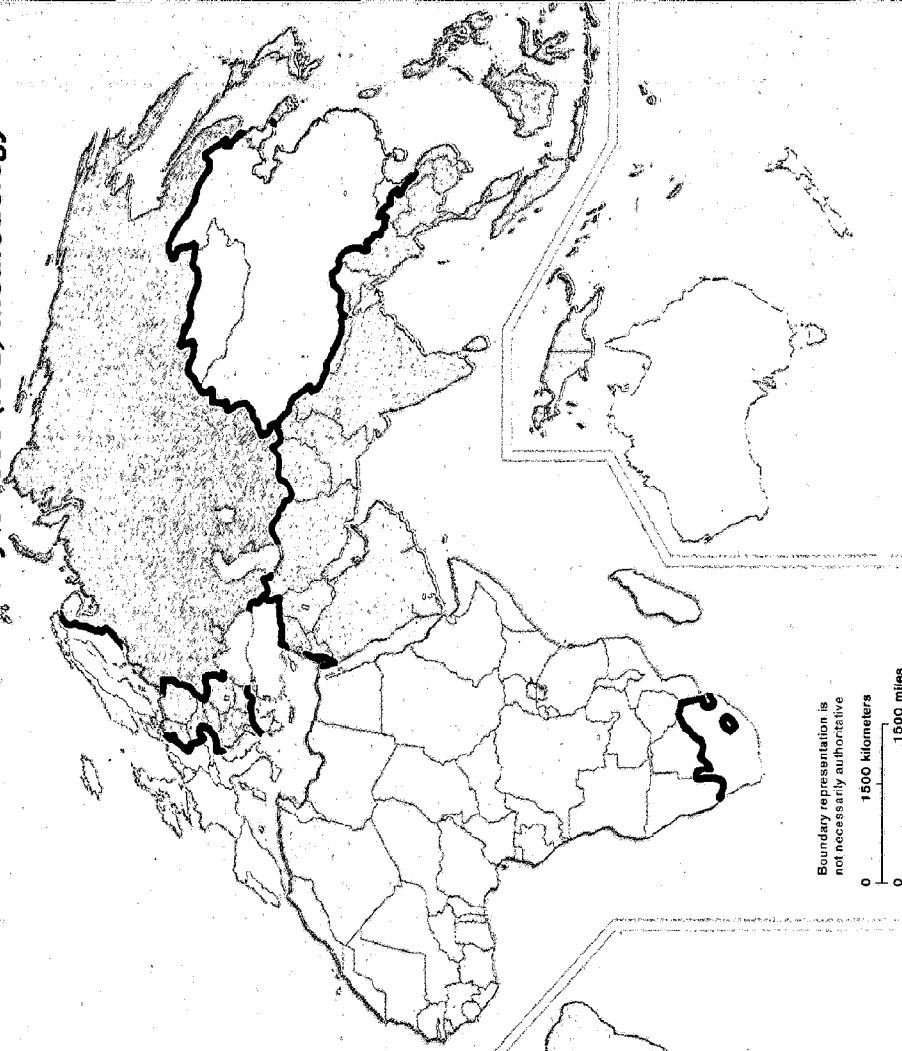 Boundary representation is
not necessarily authoritative
0 1500 kilometers
0 1500 miles